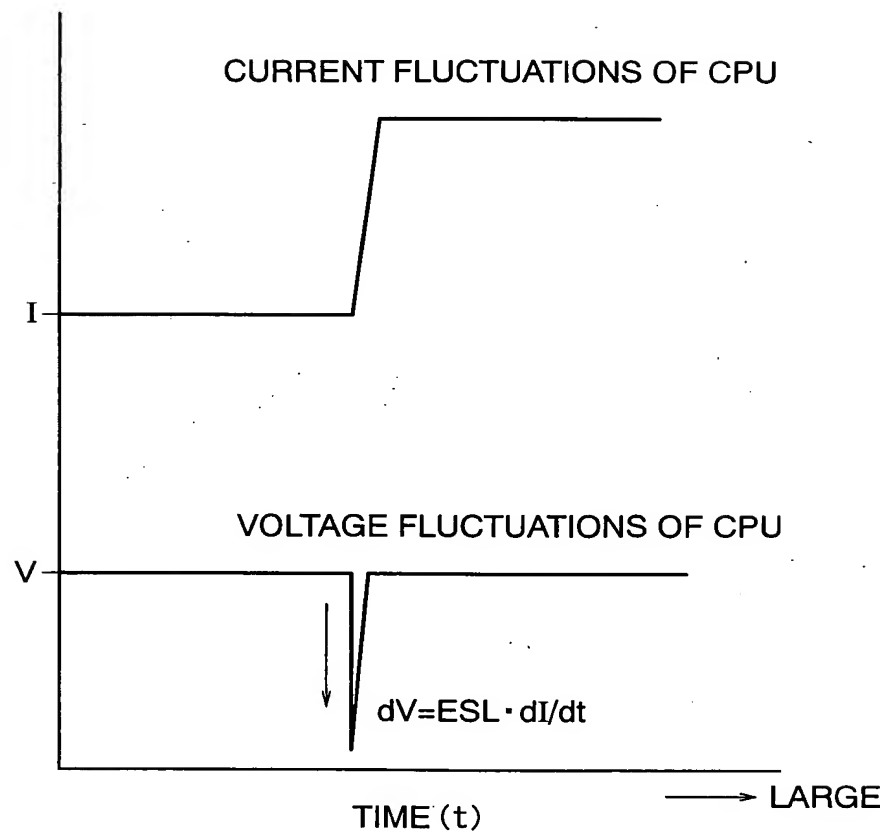 CURRENT FLUCTUATIONS OF CPU
I
VOLTAGE FLUCTUATIONS OF CPU
V
dV=ESL・dI/dt
LARGE
TIME (t)